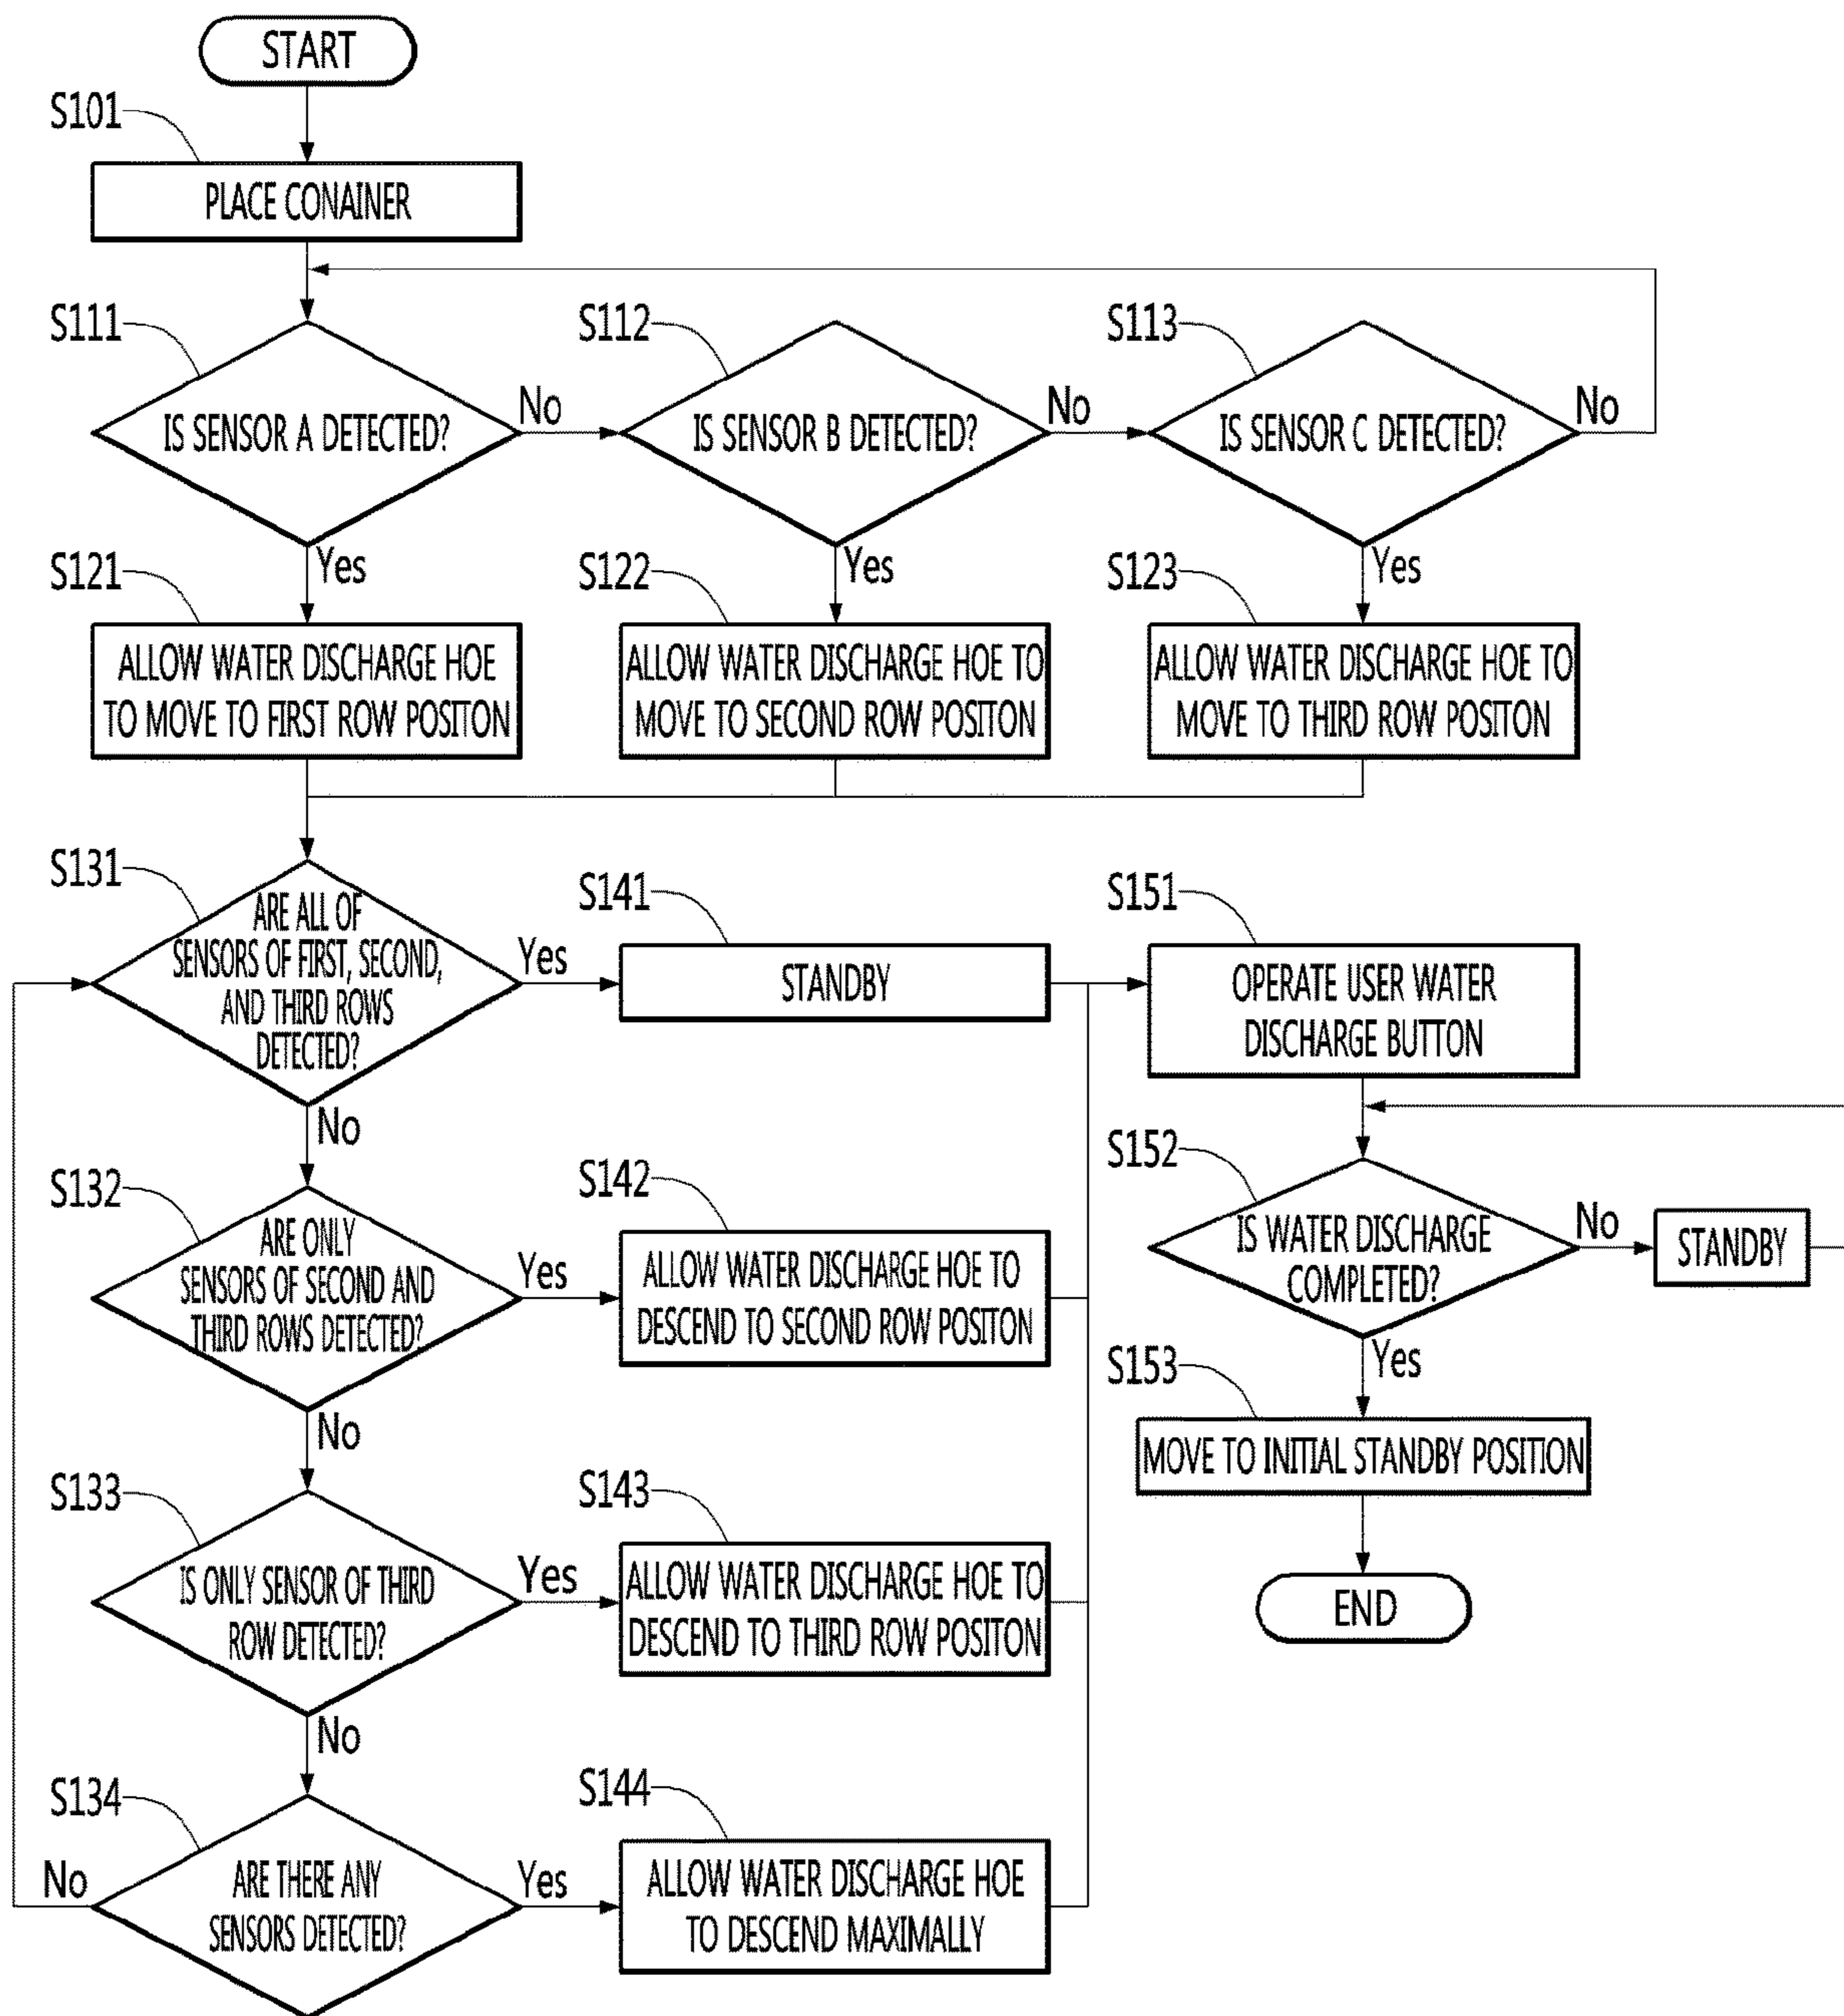 START
S101
PLACE CONAINER
S111
IS SENSOR A DETECTED?
No
S112
IS SENSOR B DETECTED?
No
S113
IS SENSOR C DETECTED?
No
Yes
Yes
Yes
S121
ALLOW WATER DISCHARGE HOE
TO MOVE TO FIRST ROW POSITON
S122
ALLOW WATER DISCHARGE HOE TO
MOVE TO SECOND ROW POSITON
S123
ALLOW WATER DISCHARGE HOE TO
MOVE TO THIRD ROW POSITON
S131
ARE ALL OF
SENSORS OF FIRST, SECOND,
AND THIRD ROWS
DETECTED?
Yes
No
S141
STANDBY
S151
OPERATE USER WATER
DISCHARGE BUTTON
S132
ARE ONLY
SENSORS OF SECOND AND
THIRD ROWS DETECTED?
Yes
No
S142
ALLOW WATER DISCHARGE HOE TO
DESCEND TO SECOND ROW POSITON
S152
IS WATER DISCHARGE
COMPLETED?
No
STANDBY
Yes
S153
MOVE TO INITIAL STANDBY POSITION
END
S133
IS ONLY SENSOR OF THIRD
ROW DETECTED?
Yes
No
S143
ALLOW WATER DISCHARGE HOE TO
DESCEND TO THIRD ROW POSITON
S134
ARE THERE ANY
SENSORS DETECTED?
No
Yes
S144
ALLOW WATER DISCHARGE HOE
TO DESCEND MAXIMALLY